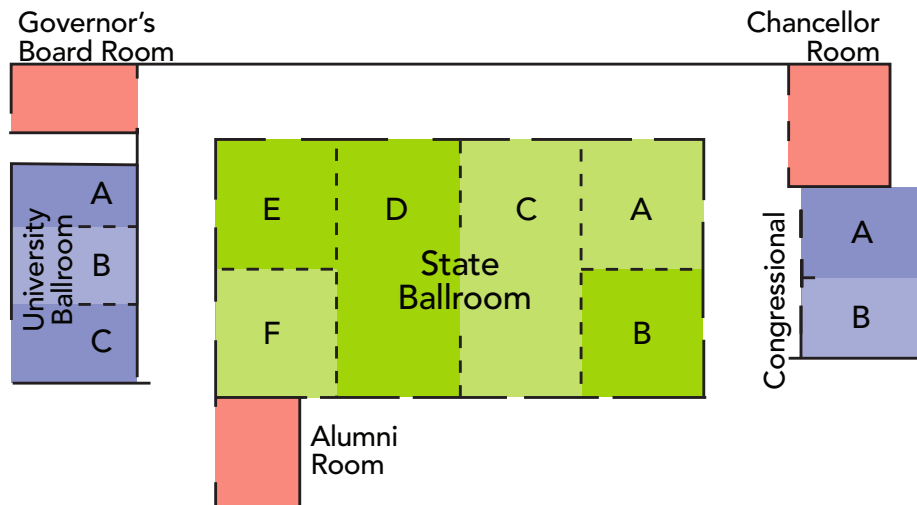 Governor's
Board Room
Chancellor
Room
University
Ballroom
A
B
C
E
D
C
A
State
Ballroom
F
B
Congressional
A
B
Alumni
Room